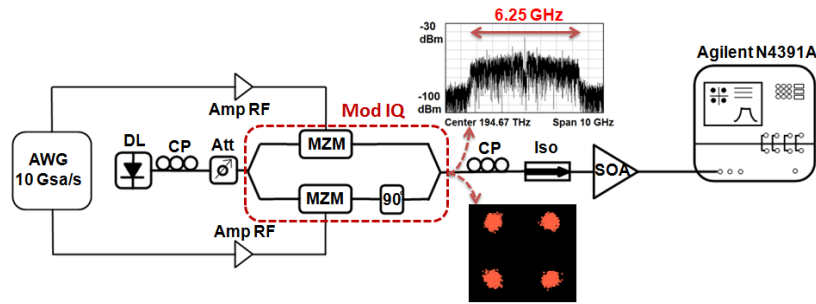 6.25 GHz
-30
dBm
-100
dBm
Center 194.67 THz Span 10 GHz
Agilent N4391A
Amp RF
Mod IQ
AWG
10 Gsa/s
DL
CP
Att
MZM
MZM
90°
CP
Iso
SOA
Amp RF